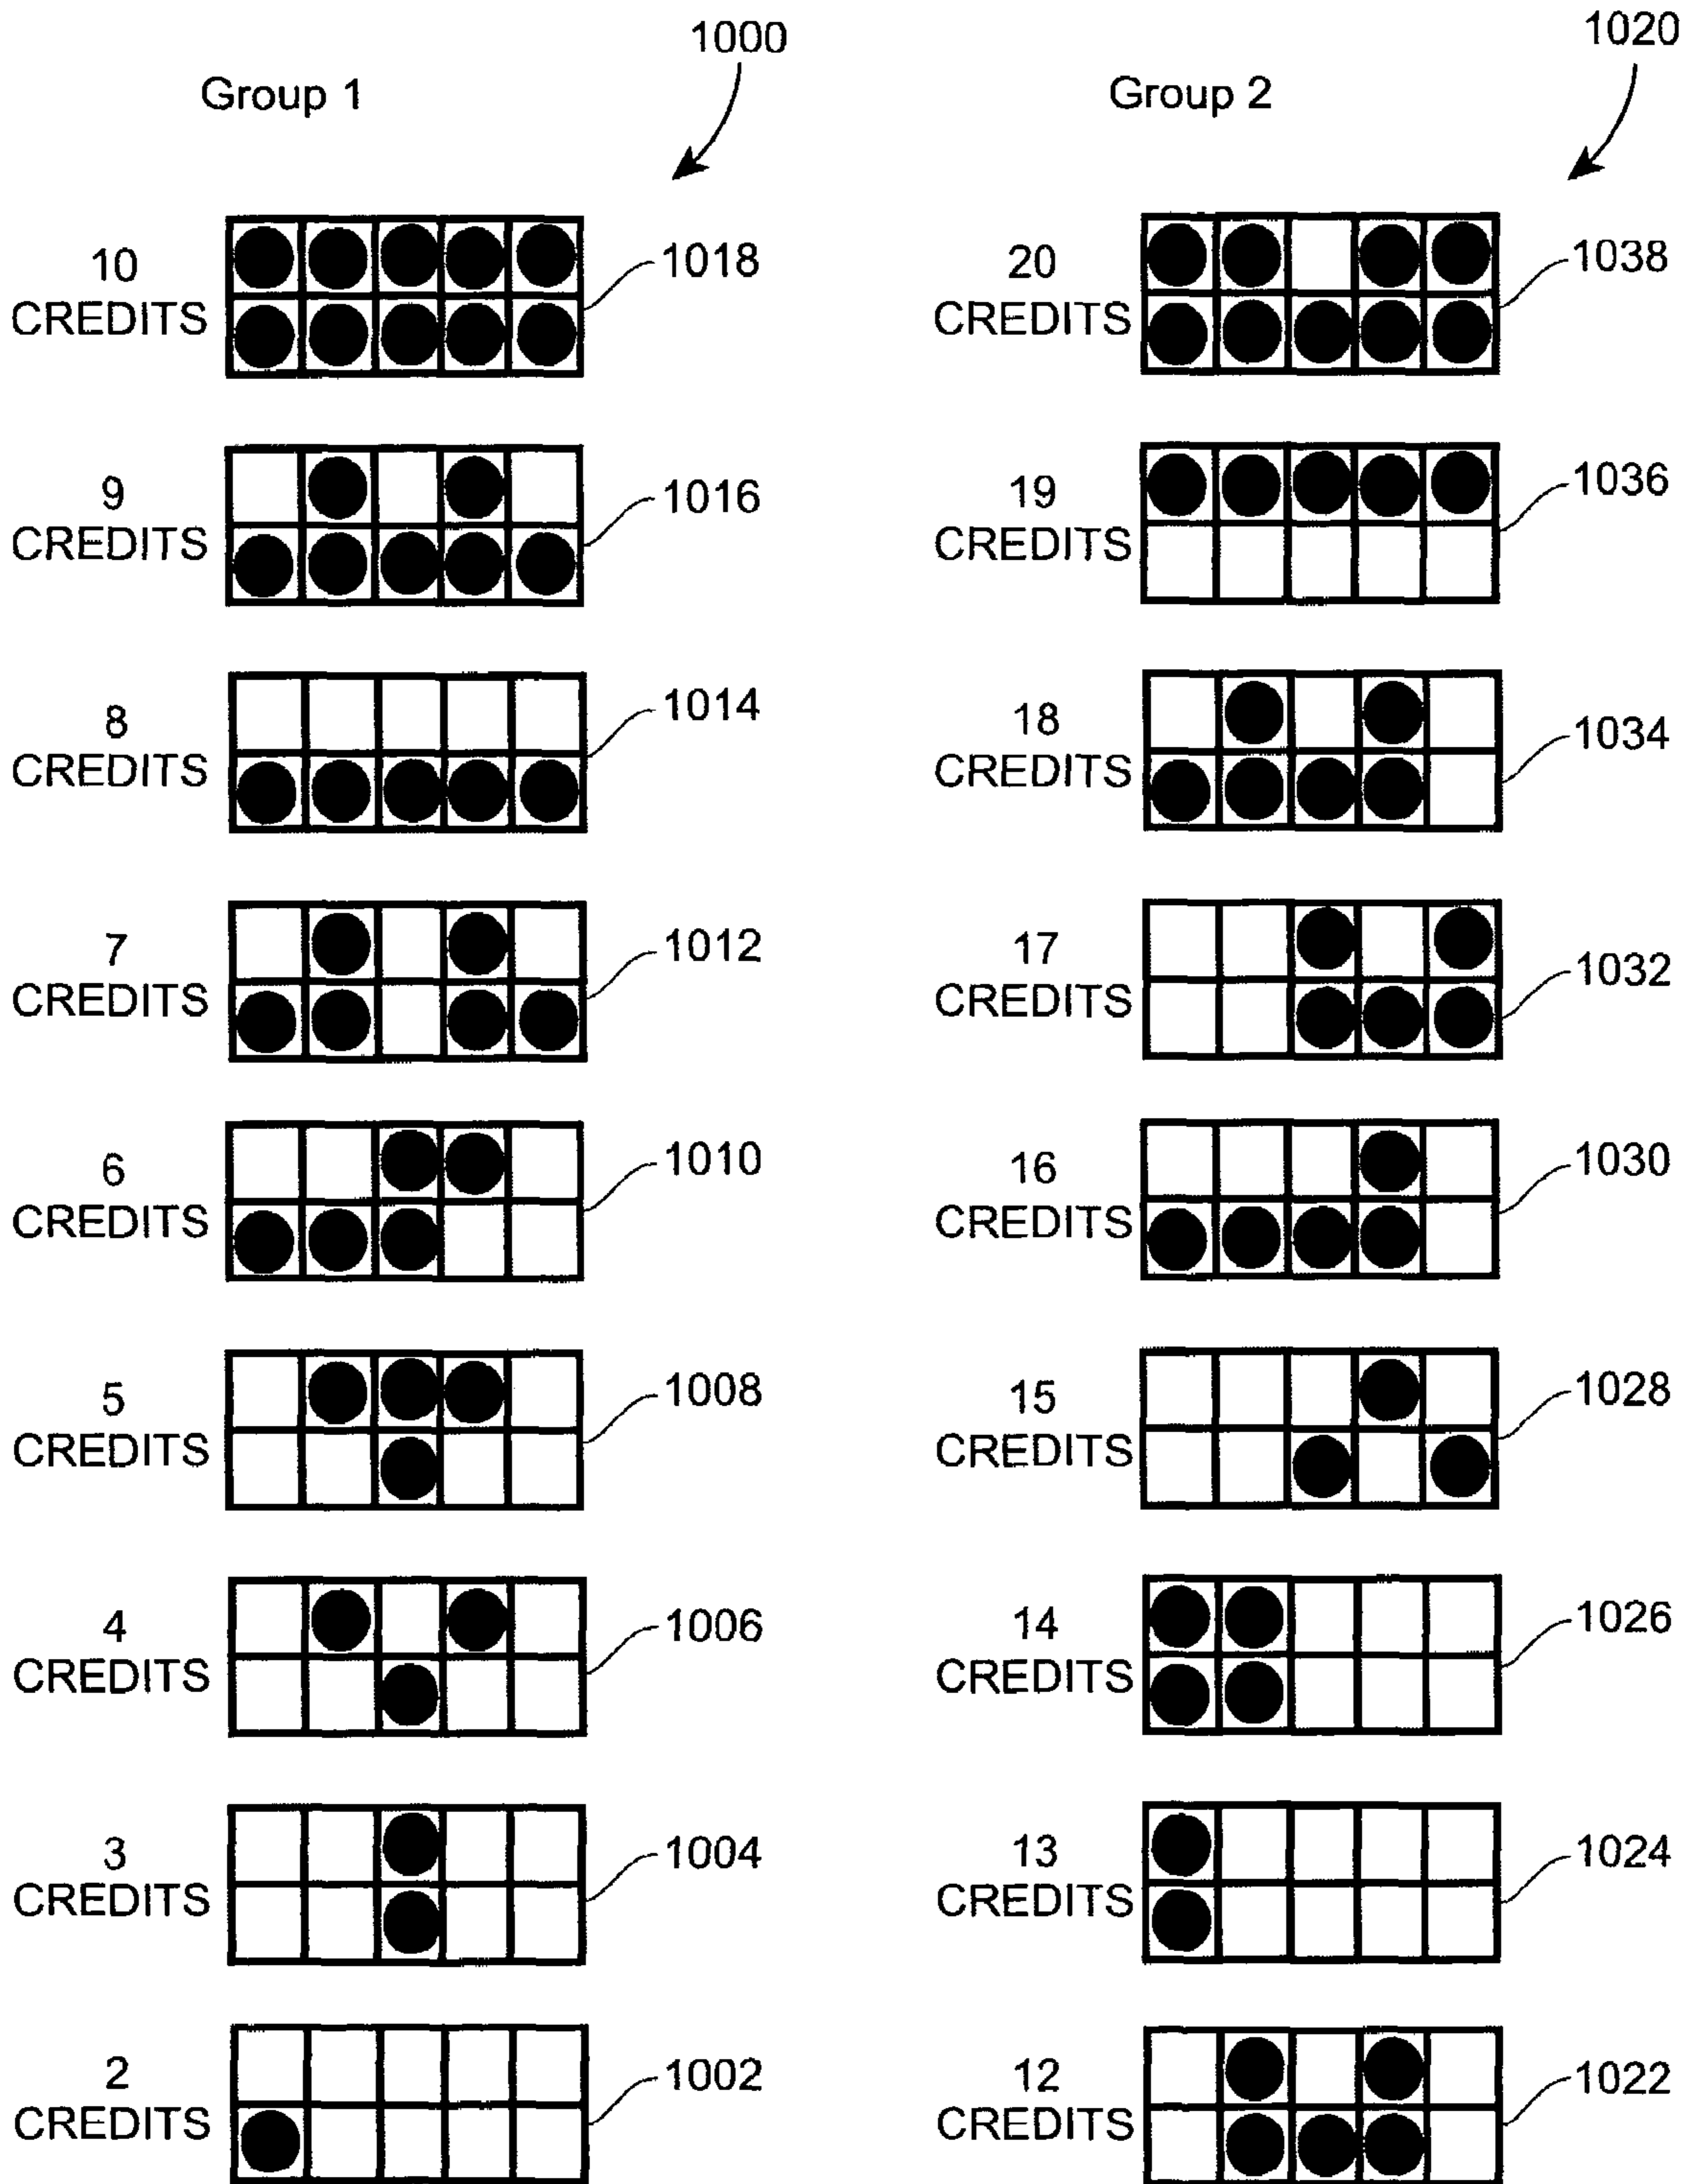 1000
1020
Group 1
Group 2
10
CREDITS
1018
20
CREDITS
1038
9
CREDITS
1016
19
CREDITS
1036
8
CREDITS
1014
18
CREDITS
1034
7
CREDITS
1012
17
CREDITS
1032
6
CREDITS
1010
16
CREDITS
1030
5
CREDITS
1008
15
CREDITS
1028
4
CREDITS
1006
14
CREDITS
1026
3
CREDITS
1004
13
CREDITS
1024
2
CREDITS
1002
12
CREDITS
1022